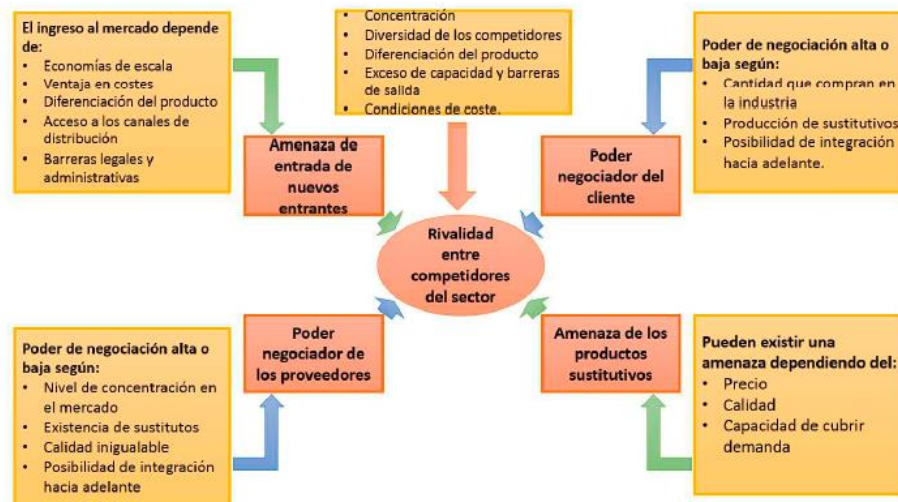 El ingreso al mercado depende
de:
• Economías de escala
• Ventaja en costes
• Diferenciación del producto
• Acceso a los canales de
distribución
• Barreras legales y
administrativas
• Concentración
• Diversidad de los competidores
• Diferenciación del producto
• Exceso de capacidad y barreras
de salida
• Condiciones de coste.
Poder de negociación alta o
baja según:
• Cantidad que compran en
la industria
• Producción de sustitutivos
• Posibilidad de integración
hacia adelante.
Amenaza de
entrada de
nuevos
entrantes
Poder
negociador del
cliente
Rivalidad
entre
competidores
del sector
Poder
negociador de
los proveedores
Amenaza de los
productos
sustitutivos
Poder de negociación alta o
baja según:
• Nivel de concentración en
el mercado
• Existencia de sustitutos
• Calidad inigualable
• Posibilidad de integración
hacia adelante
Pueden existir una
amenaza dependiendo del:
• Precio
• Calidad
• Capacidad de cubrir
demanda